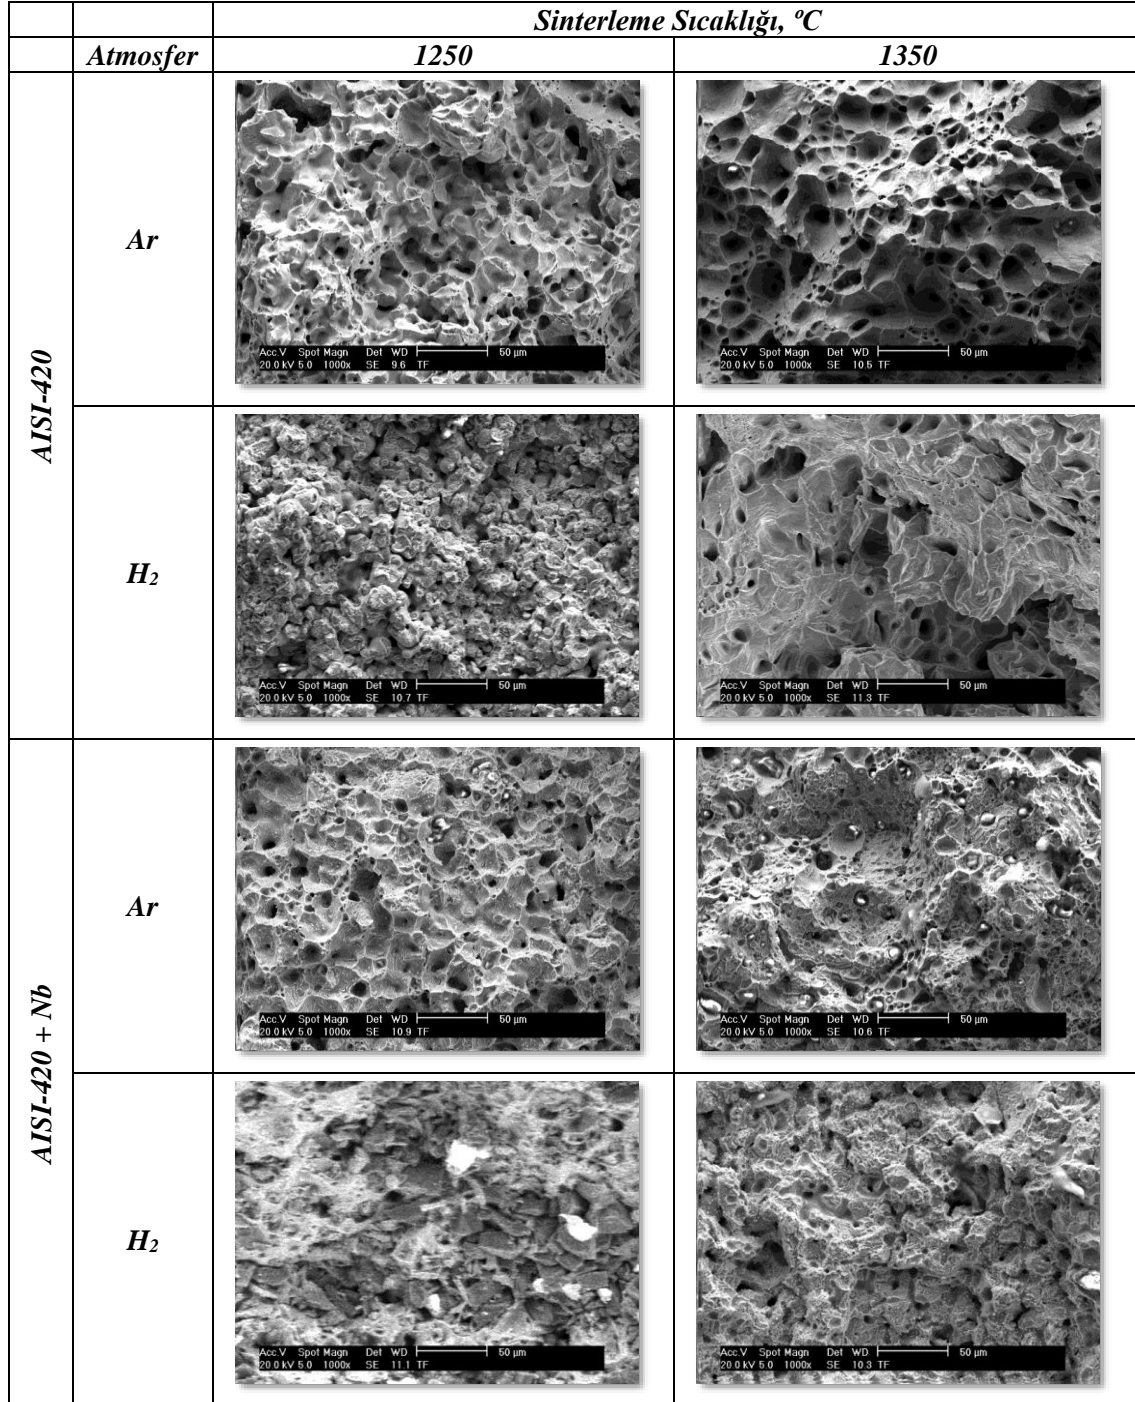 Sinterleme Sıcaklığı, ºC
Atmosfer 1250 1350
AISI-420
Ar
Acc.V Spot Magn Det WD 50 µm
20.0 kV 5.0 1000x SE 9.6 TF
Acc.V Spot Magn Det WD 50 µm
20.0 kV 5.0 1000x SE 10.5 TF
H2
Acc.V Spot Magn Det WD 50 µm
20.0 kV 5.0 1000x SE 10.7 TF
Acc.V Spot Magn Det WD 50 µm
20.0 kV 5.0 1000x SE 11.3 TF
AISI-420 + Nb
Ar
Acc.V Spot Magn Det WD 50 µm
20.0 kV 5.0 1000x SE 10.9 TF
Acc.V Spot Magn Det WD 50 µm
20.0 kV 5.0 1000x SE 10.6 TF
H2
Acc.V Spot Magn Det WD 50 µm
20.0 kV 5.0 1000x SE 11.1 TF
Acc.V Spot Magn Det WD 50 µm
20.0 kV 5.0 1000x SE 10.3 TF